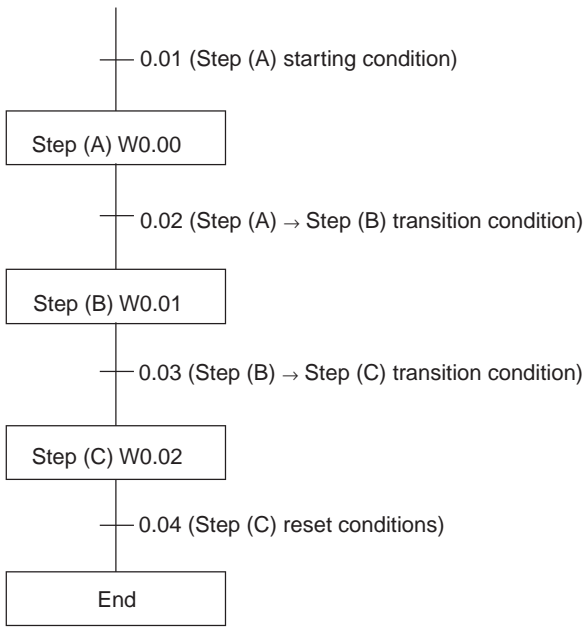 0.01 (Step (A) starting condition)
Step (A) W0.00
0.02 (Step (A) → Step (B) transition condition)
Step (B) W0.01
0.03 (Step (B) → Step (C) transition condition)
Step (C) W0.02
0.04 (Step (C) reset conditions)
End